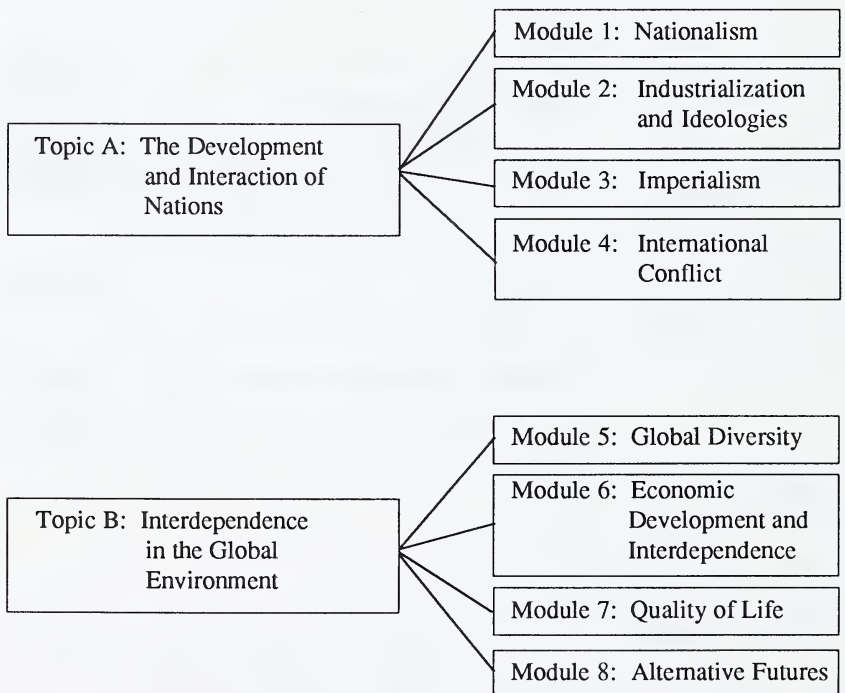 Topic A: The Development
and Interaction of
Nations
Module 1: Nationalism
Module 2: Industrialization
and Ideologies
Module 3: Imperialism
Module 4: International
Conflict
Topic B: Interdependence
in the Global
Environment
Module 5: Global Diversity
Module 6: Economic
Development and
Interdependence
Module 7: Quality of Life
Module 8: Alternative Futures